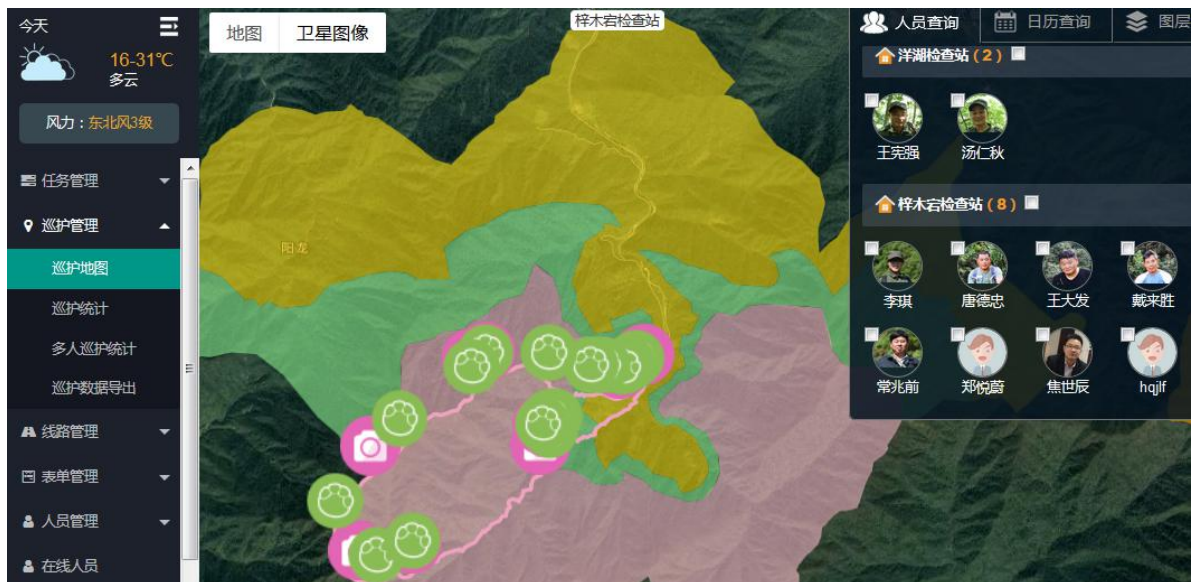 今天
16-31℃
多云
风力：东北风3级
任务管理
巡护管理
巡护地图
巡护统计
多人巡护统计
巡护数据导出
线路管理
表单管理
人员管理
在线人员
地图
卫星图像
梓木宕检查站
阳龙
人员查询
日历查询
图层
洋湖检查站（2）
王宪强
汤仁秋
梓木宕检查站（8）
李琪
唐德忠
王大发
戴来胜
常兆前
郑悦蔚
焦世辰
hqjlf